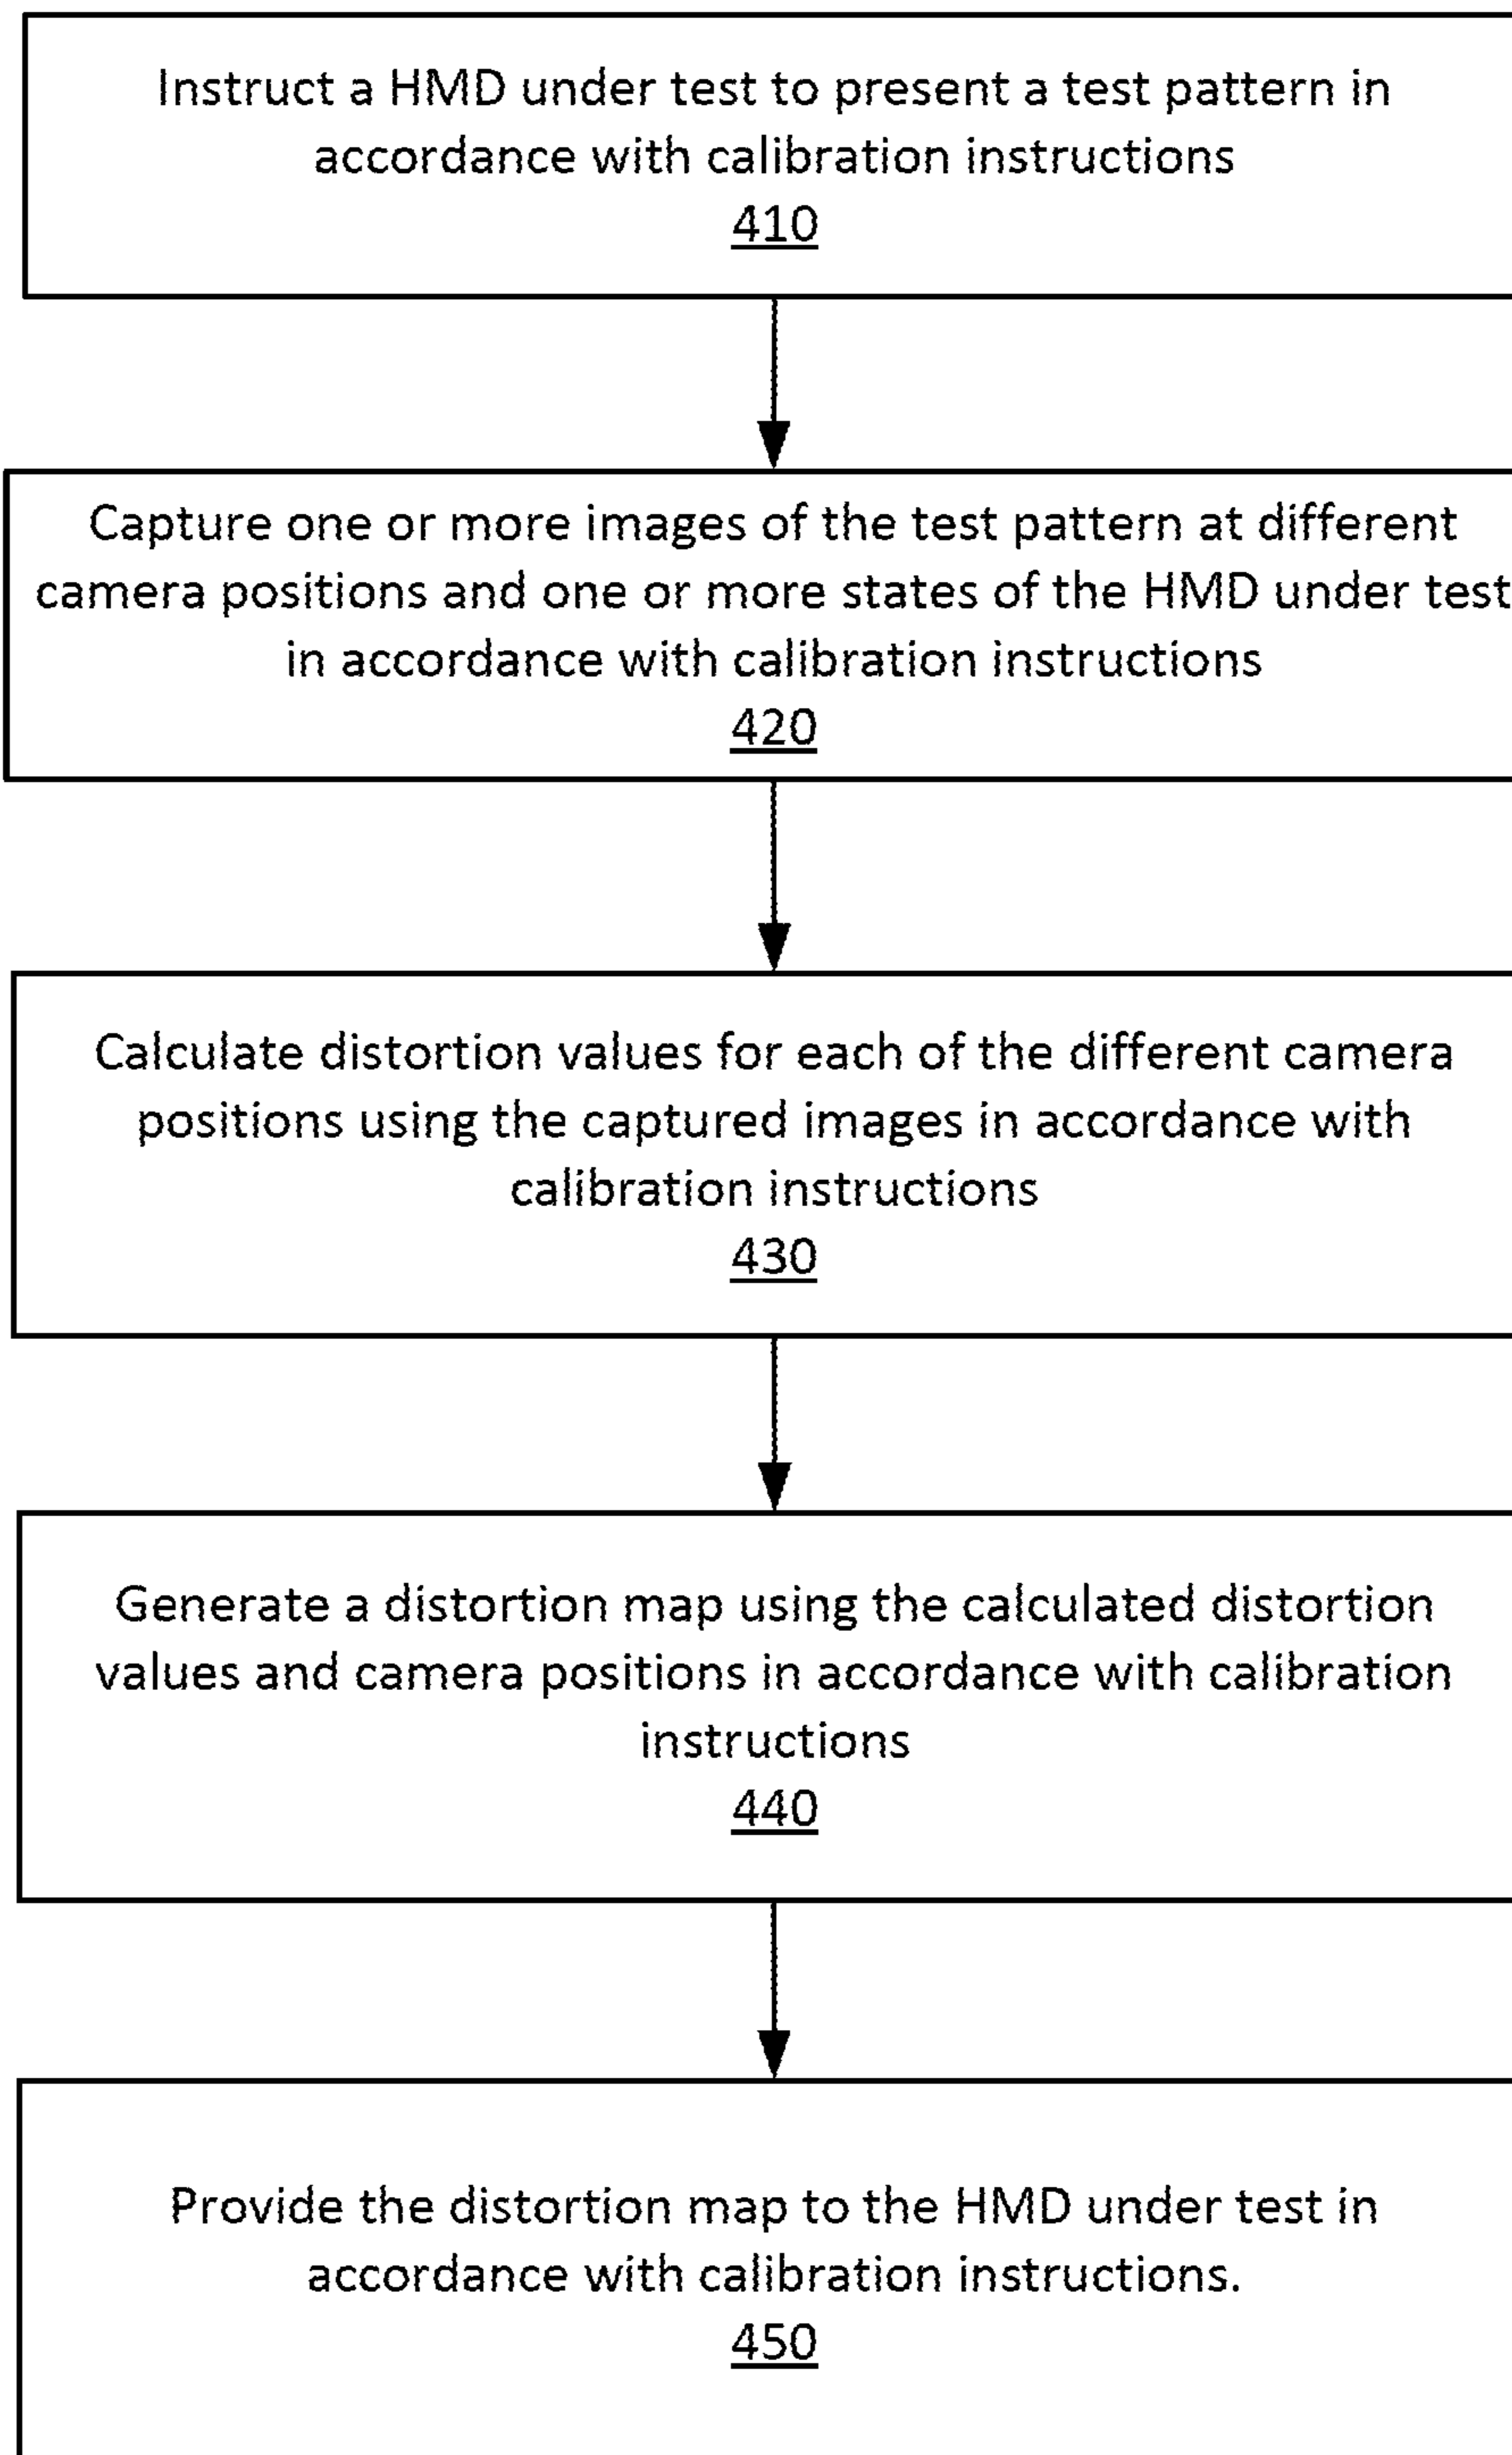 Instruct a HMD under test to present a test pattern in
accordance with calibration instructions
410
Capture one or more images of the test pattern at different
camera positions and one or more states of the HMD under test
in accordance with calibration instructions
420
Calculate distortion values for each of the different camera
positions using the captured images in accordance with
calibration instructions
430
Generate a distortion map using the calculated distortion
values and camera positions in accordance with calibration
instructions
440
Provide the distortion map to the HMD under test in
accordance with calibration instructions.
450